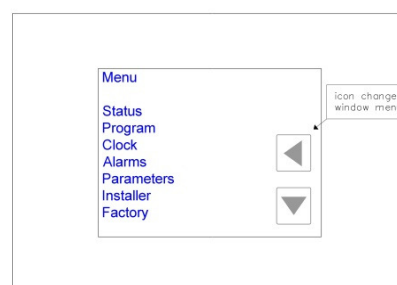 Menu
Status
Program
Clock
Alarms
Parameters
Installer
Factory
icon change
window men